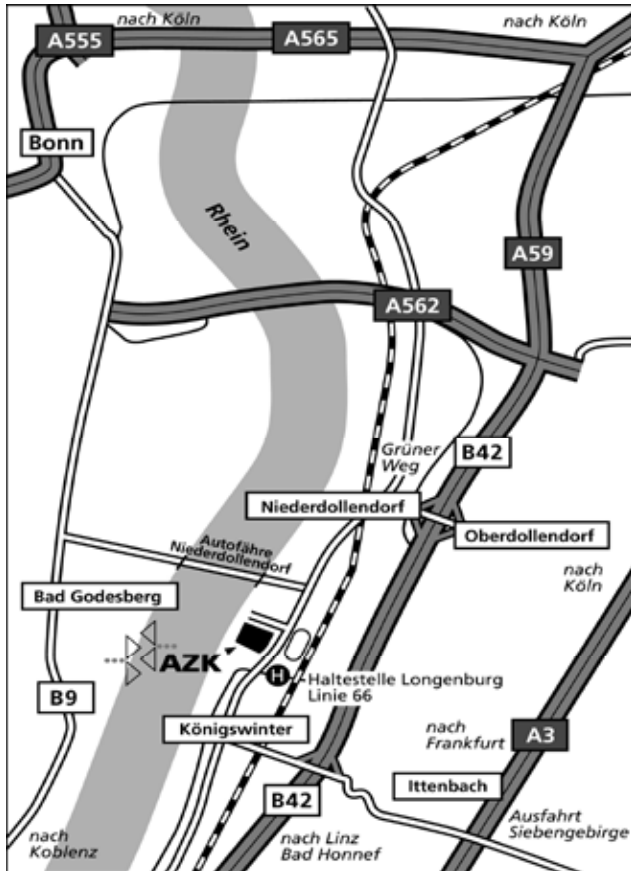 nach Köln
nach Köln
A555
A565
Bonn
Rhein
A59
A562
Grüner
Weg
B42
Niederdollendorf
Oberdollendorf
Autofähre
Niederdollendorf
nach
Köln
Bad Godesberg
AZK
H
Haltestelle Longenburg
Linie 66
B9
Königswinter
nach
Frankfurt
A3
Ittenbach
B42
Ausfahrt
Siebengebirge
nach
Koblenz
nach Linz
Bad Honnef